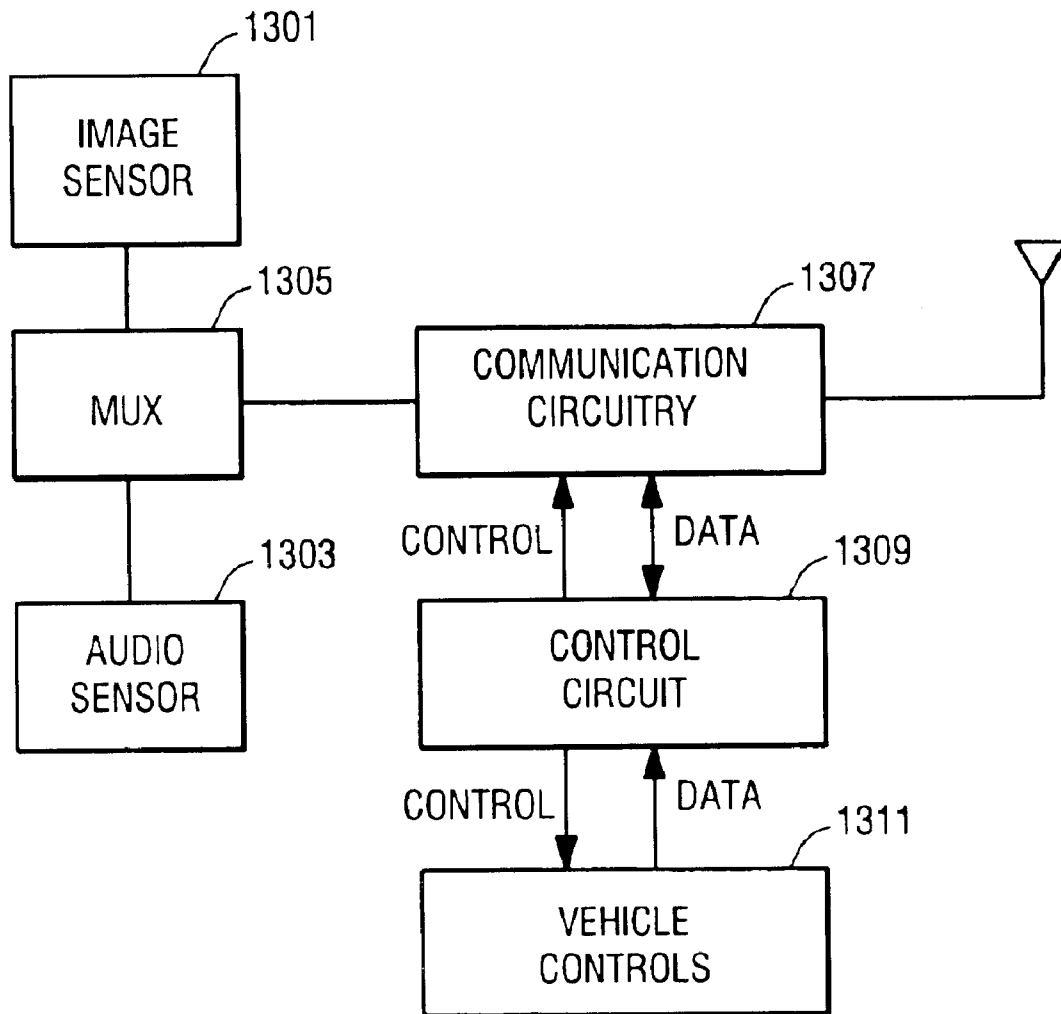 1301
IMAGE
SENSOR
1305
MUX
1307
COMMUNICATION
CIRCUITRY
1303
AUDIO
SENSOR
CONTROL
DATA
1309
CONTROL
CIRCUIT
CONTROL
DATA
1311
VEHICLE
CONTROLS